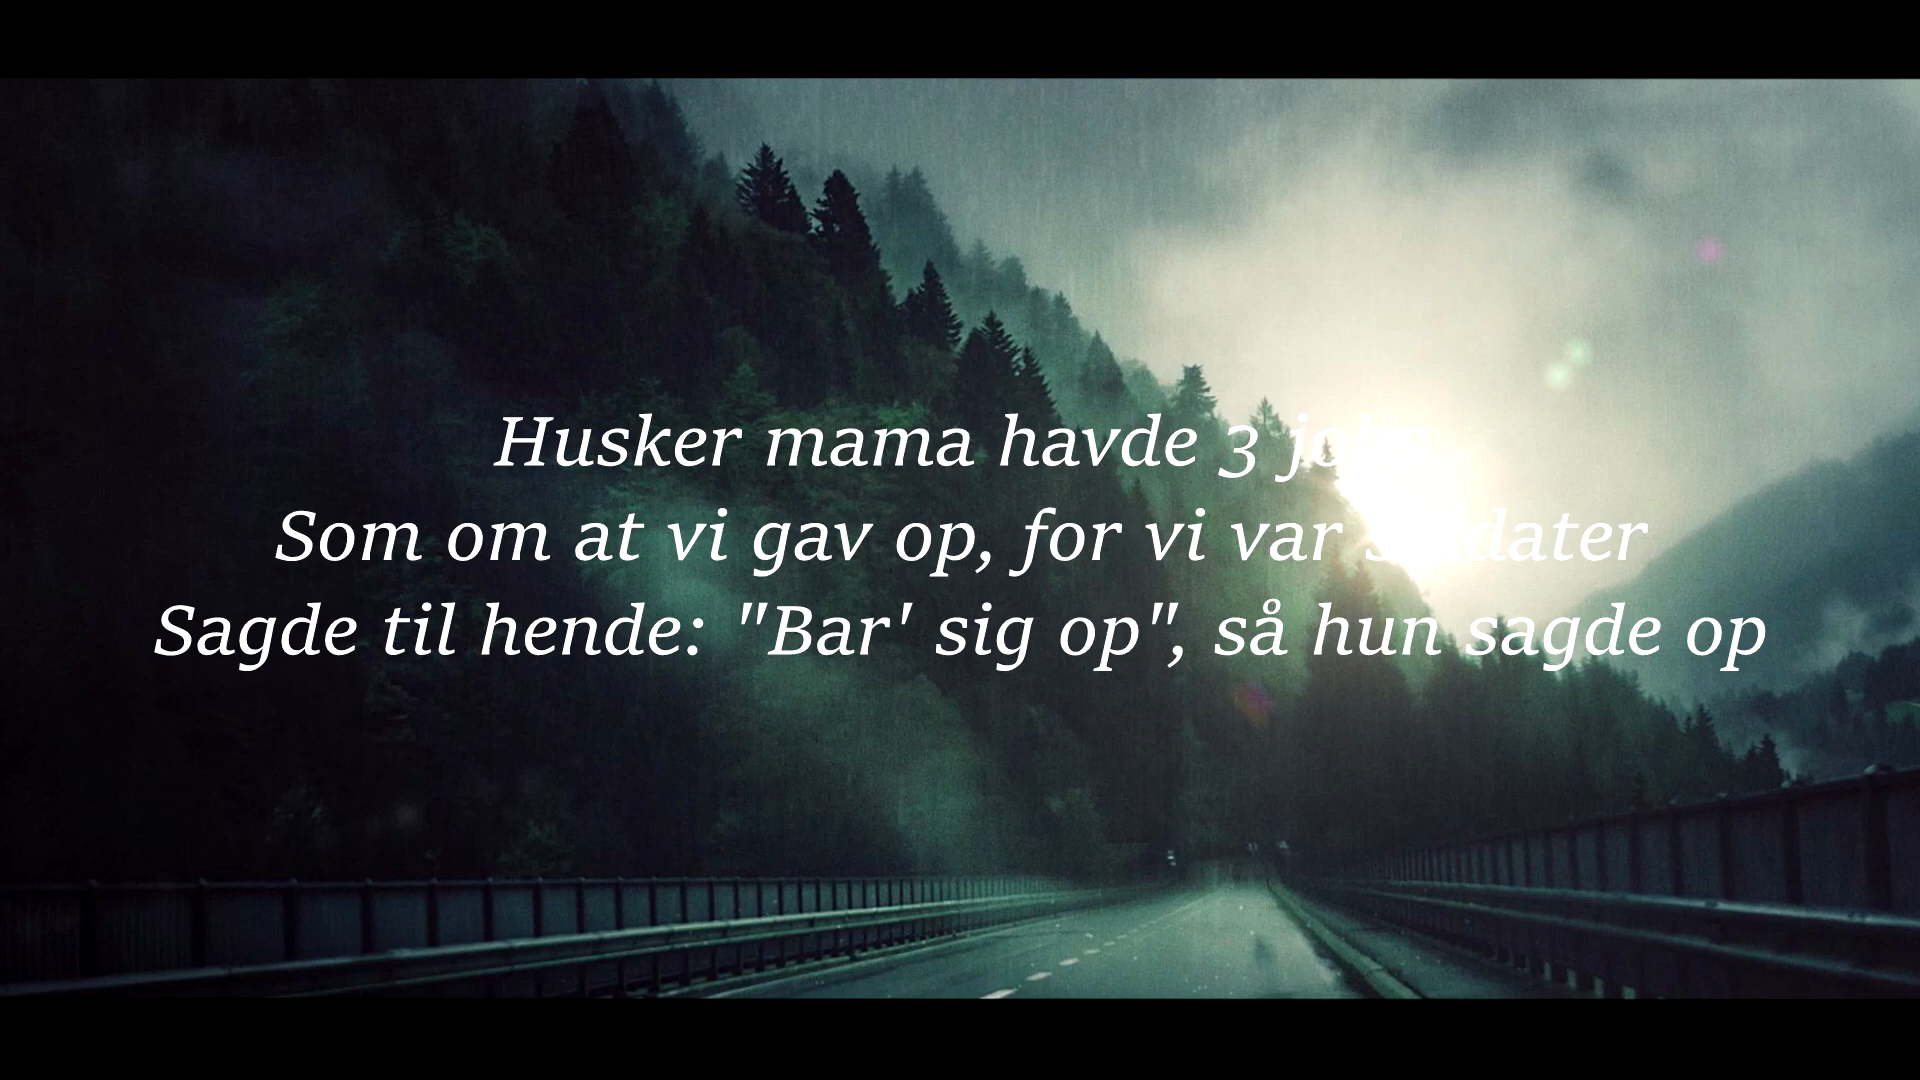 Husker mama havde 3
Som om at vi gav op, for vi var
Sagde til hende: "Bar' sig op", så hun sagde op